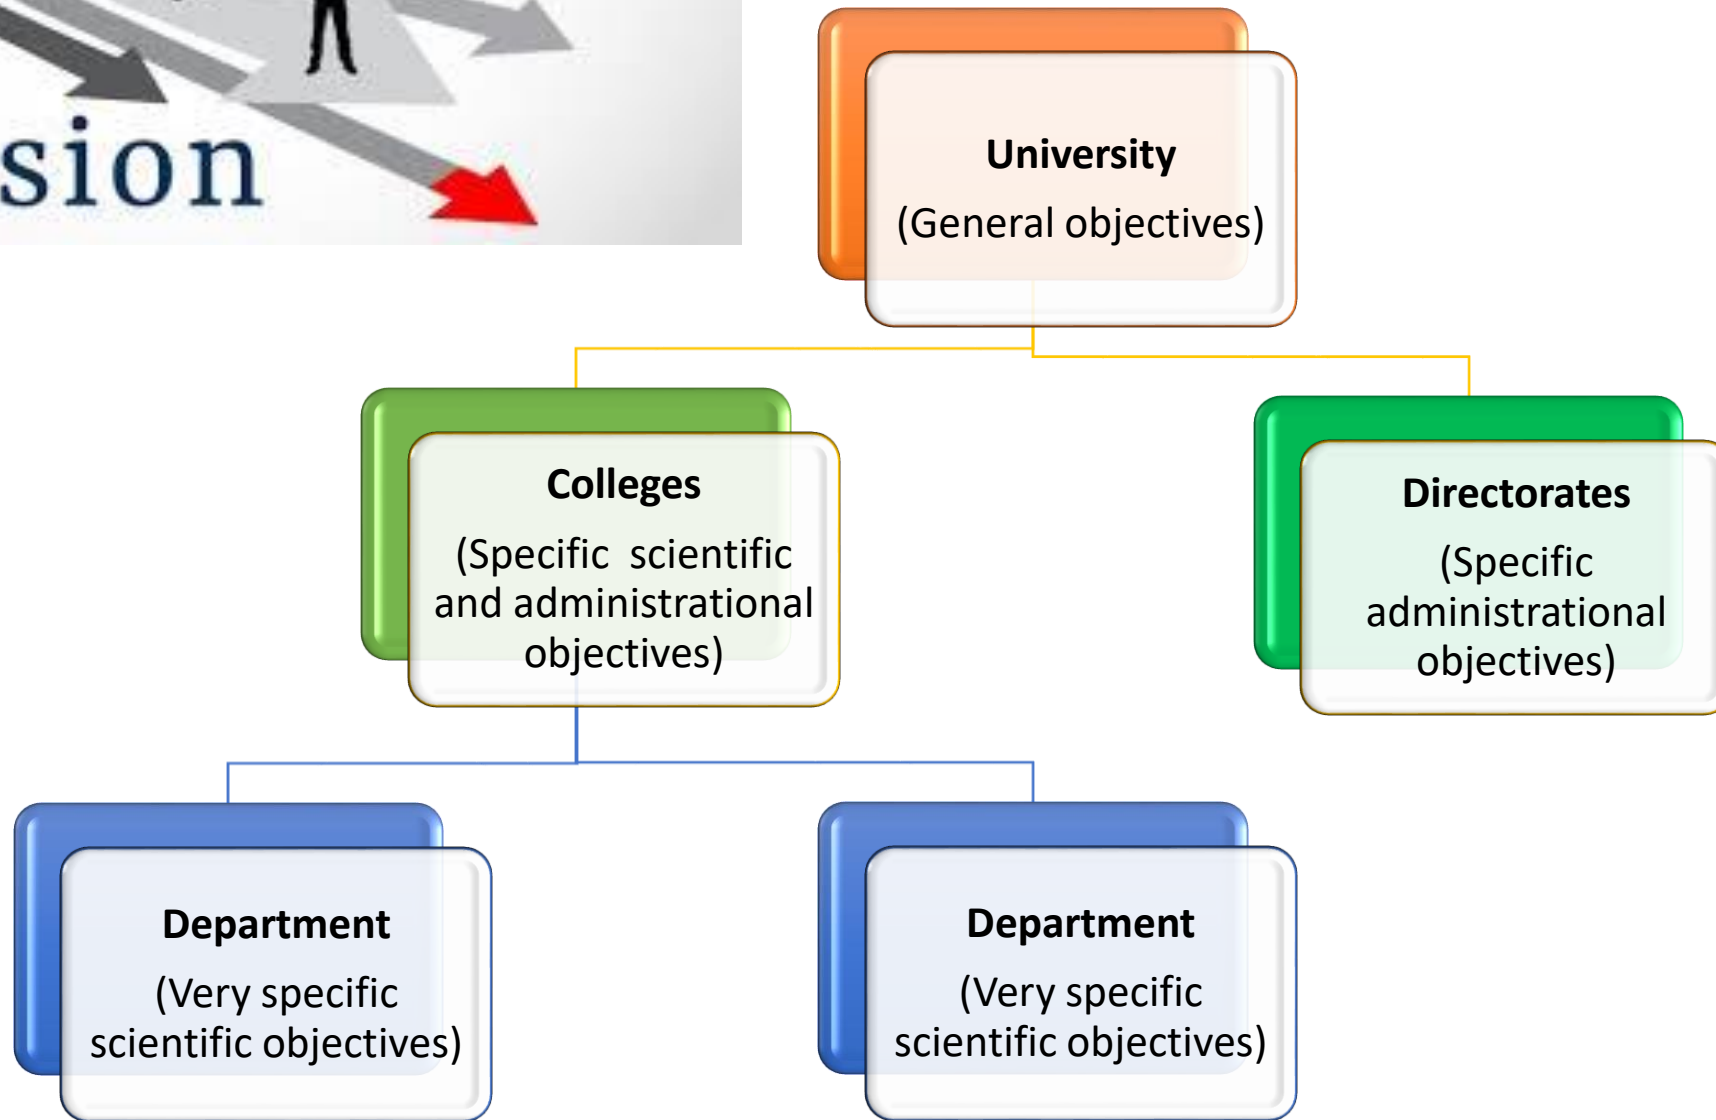 sion
University
(General objectives)
Colleges
(Specific  scientific
and administrational
objectives)
Directorates
(Specific
administrational
objectives)
Department
(Very specific
scientific objectives)
Department
(Very specific
scientific objectives)